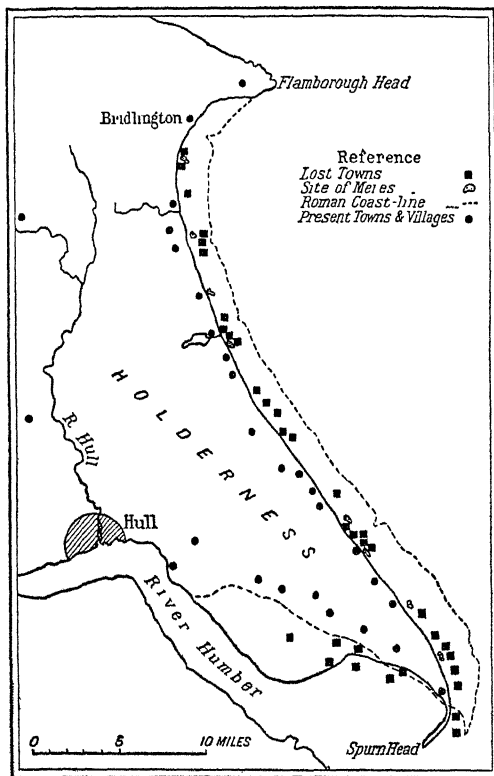 Flamborough Head
Bridlington
Reference
Lost Towns
Site of Meres
Roman Coast-line
Present Towns & Villages
HOLDERNESS
R. Hull
Hull
River Humber
0 5 10 MILES
Spurn Head